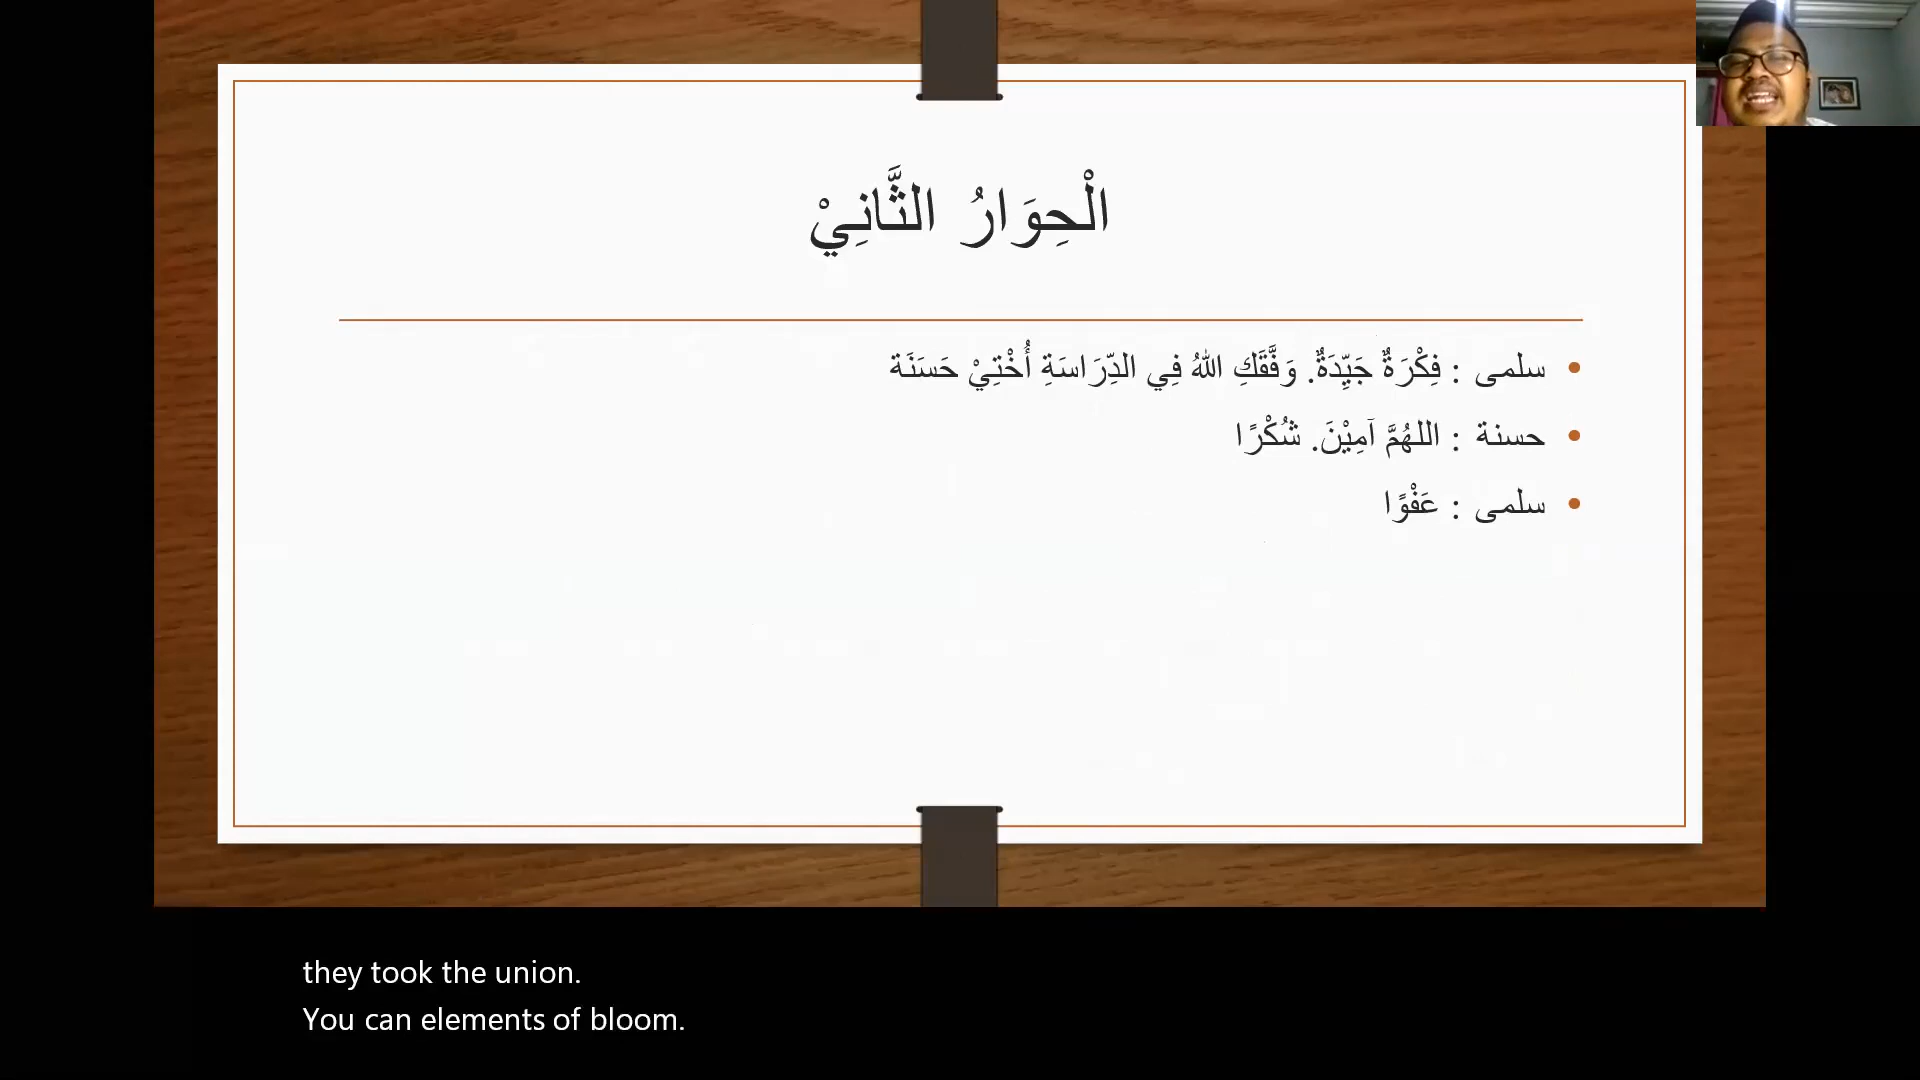 الْحِوَارُ الثَّانِيْ
• سلمى : فِكْرَةٌ جَيِّدَةٌ. وَفَّقَكِ اللهُ فِي الدِّرَاسَةِ أُخْتِيْ حَسَنَة
• حسنة : اللهُمَّ آمِيْنَ. شُكْرًا
• سلمى : عَفْوًا
they took the union.
You can elements of bloom.